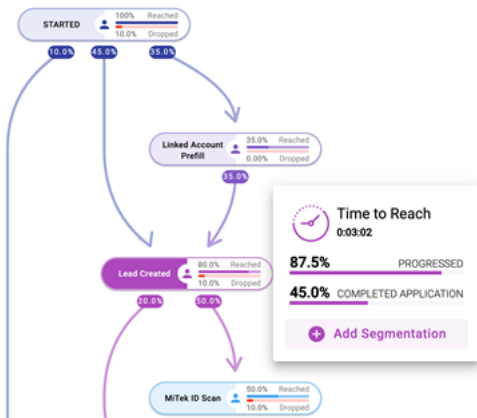 STARTED
100% Reached
10.0% Dropped
10.0%
45.0%
35.0%
Linked Account
Prefill
35.0% Reached
0.00% Dropped
35.0%
Time to Reach
0:03:02
87.5% PROGRESSED
45.0% COMPLETED APPLICATION
Add Segmentation
Lead Created
80.0% Reached
10.0% Dropped
20.0%
50.0%
MiTek ID Scan
50.0% Reached
10.0% Dropped